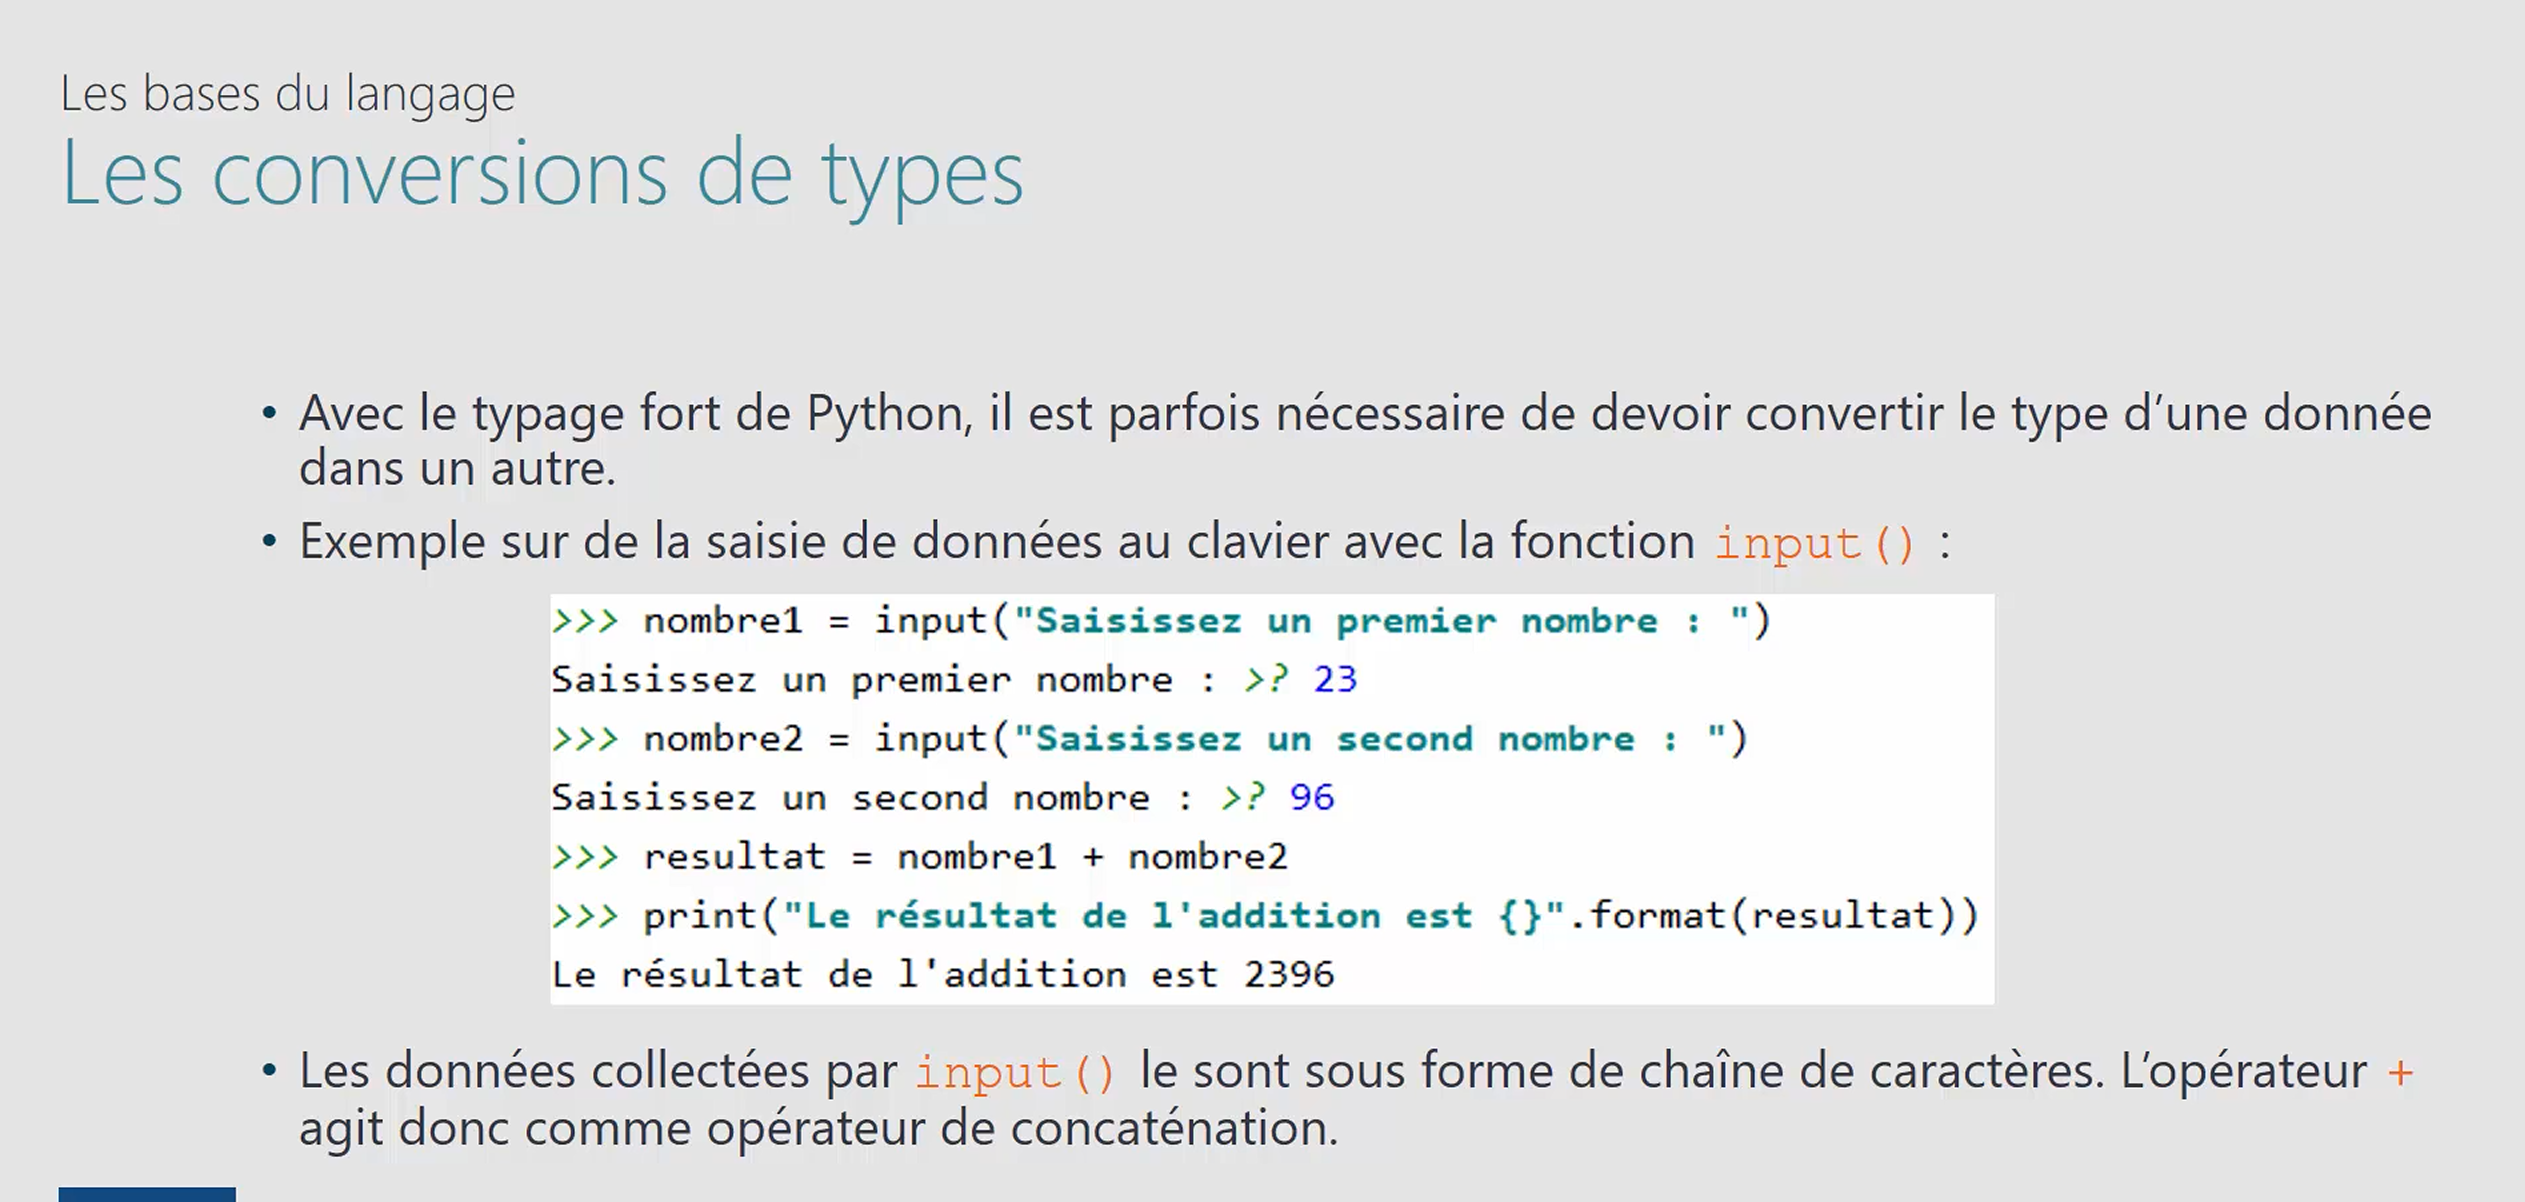 Les bases du langage
Les conversions de types
• Avec le typage fort de Python, il est parfois nécessaire de devoir convertir le type d’une donnée
dans un autre.
• Exemple sur de la saisie de données au clavier avec la fonction input() :
>>> nombre1 = input("Saisissez un premier nombre : ")
Saisissez un premier nombre : >? 23
>>> nombre2 = input("Saisissez un second nombre : ")
Saisissez un second nombre : >? 96
>>> resultat = nombre1 + nombre2
>>> print("Le résultat de l'addition est {}".format(resultat))
Le résultat de l'addition est 2396
• Les données collectées par input() le sont sous forme de chaîne de caractères. L’opérateur +
agit donc comme opérateur de concaténation.